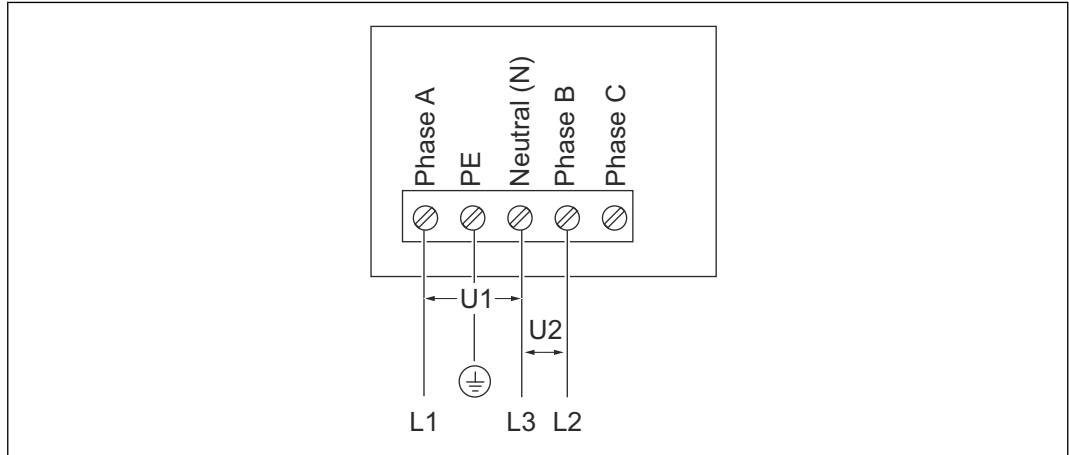 Phase A
PE
Neutral (N)
Phase B
Phase C
U1
U2
L1
L3
L2